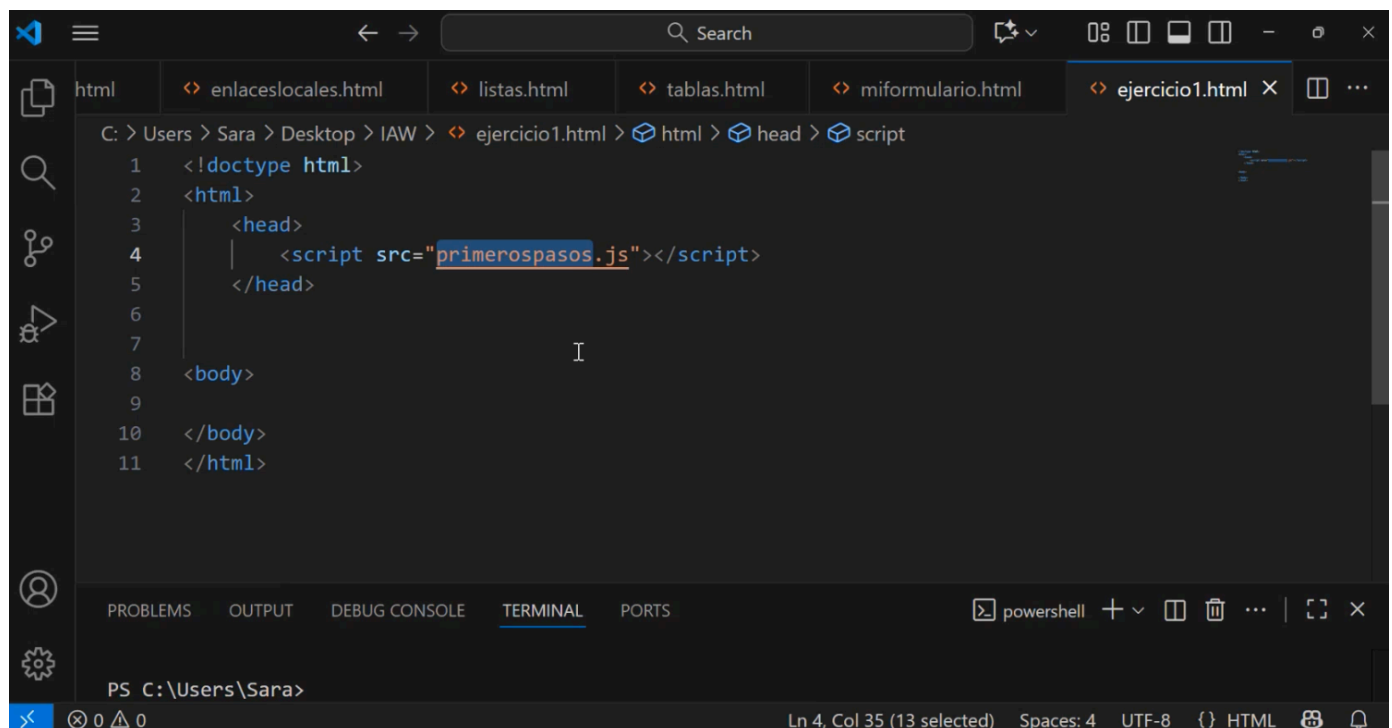 Search
html
enlaceslocales.html
listas.html
tablas.html
miformulario.html
ejercicio1.html
C: > Users > Sara > Desktop > IAW > ejercicio1.html > html > head > script
1 <!doctype html>
2 <html>
3 <head>
4 <script src="primerospasos.js"></script>
5 </head>
6
7
8 <body>
9
10 </body>
11 </html>
PROBLEMS OUTPUT DEBUG CONSOLE TERMINAL PORTS
powershell
PS C:\Users\Sara>
0 0 Ln 4, Col 35 (13 selected) Spaces: 4 UTF-8 {} HTML